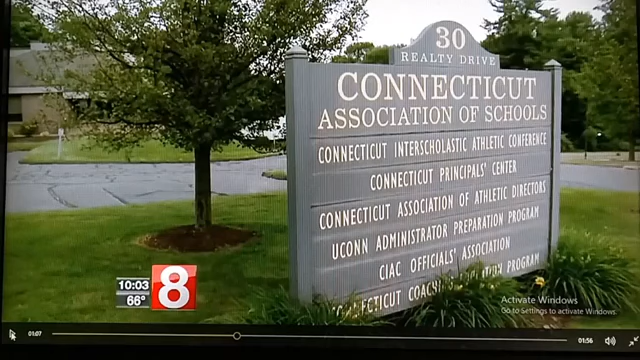 30
REALTY DRIVE
CONNECTICUT
ASSOCIATION OF SCHOOLS
CONNECTICUT INTERSCHOLASTIC ATHLETIC CONFERENCE
CONNECTICUT PRINCIPALS' CENTER
CONNECTICUT ASSOCIATION OF ATHLETIC DIRECTORS
UCONN ADMINISTRATOR PREPARATION PROGRAM
CIAC OFFICIALS' ASSOCIATION
PROGRAM
10:03
66°
8
Activate Windows
Go to Settings to activate Windows.
01:07
01:56